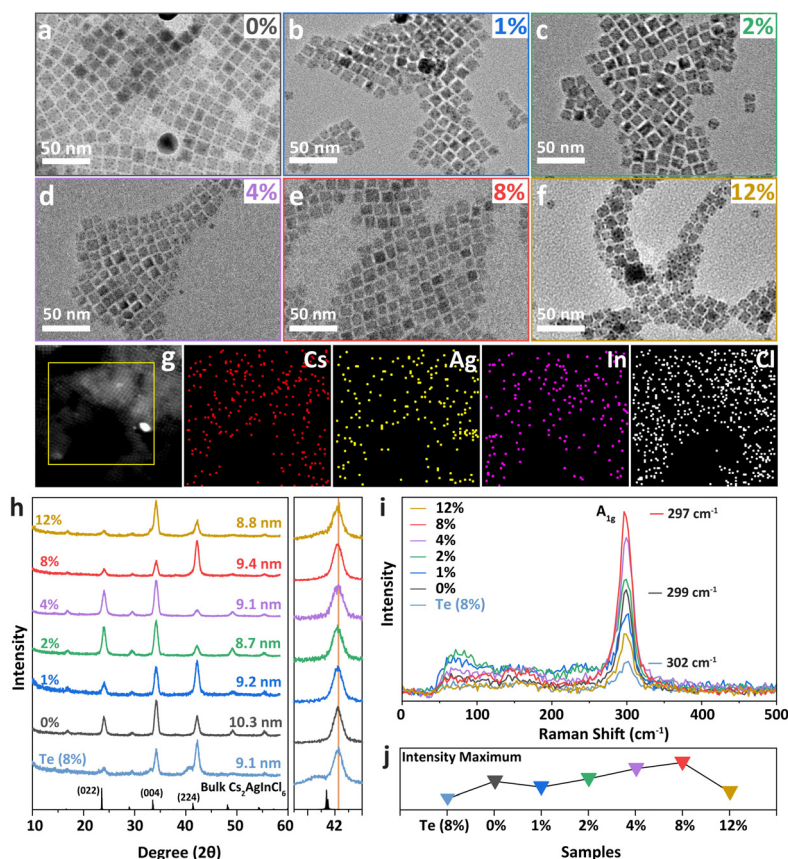 a 0%
50 nm
b 1%
50 nm
c 2%
50 nm
d 4%
50 nm
e 8%
50 nm
f 12%
50 nm
g
Cs
Ag
In
Cl
h
12% 8.8 nm
8% 9.4 nm
4% 9.1 nm
2% 8.7 nm
1% 9.2 nm
0% 10.3 nm
Te (8%) 9.1 nm
Bulk Cs₂AgInCl₆
(022) (004) (224)
10 20 30 40 50 60
42
Intensity
Degree (2θ)
i
12%
8%
4%
2%
1%
0%
Te (8%)
A₁g
297 cm⁻¹
299 cm⁻¹
302 cm⁻¹
Intensity
0 100 200 300 400 500
Raman Shift (cm⁻¹)
j
Intensity Maximum
Te (8%) 0% 1% 2% 4% 8% 12%
Samples